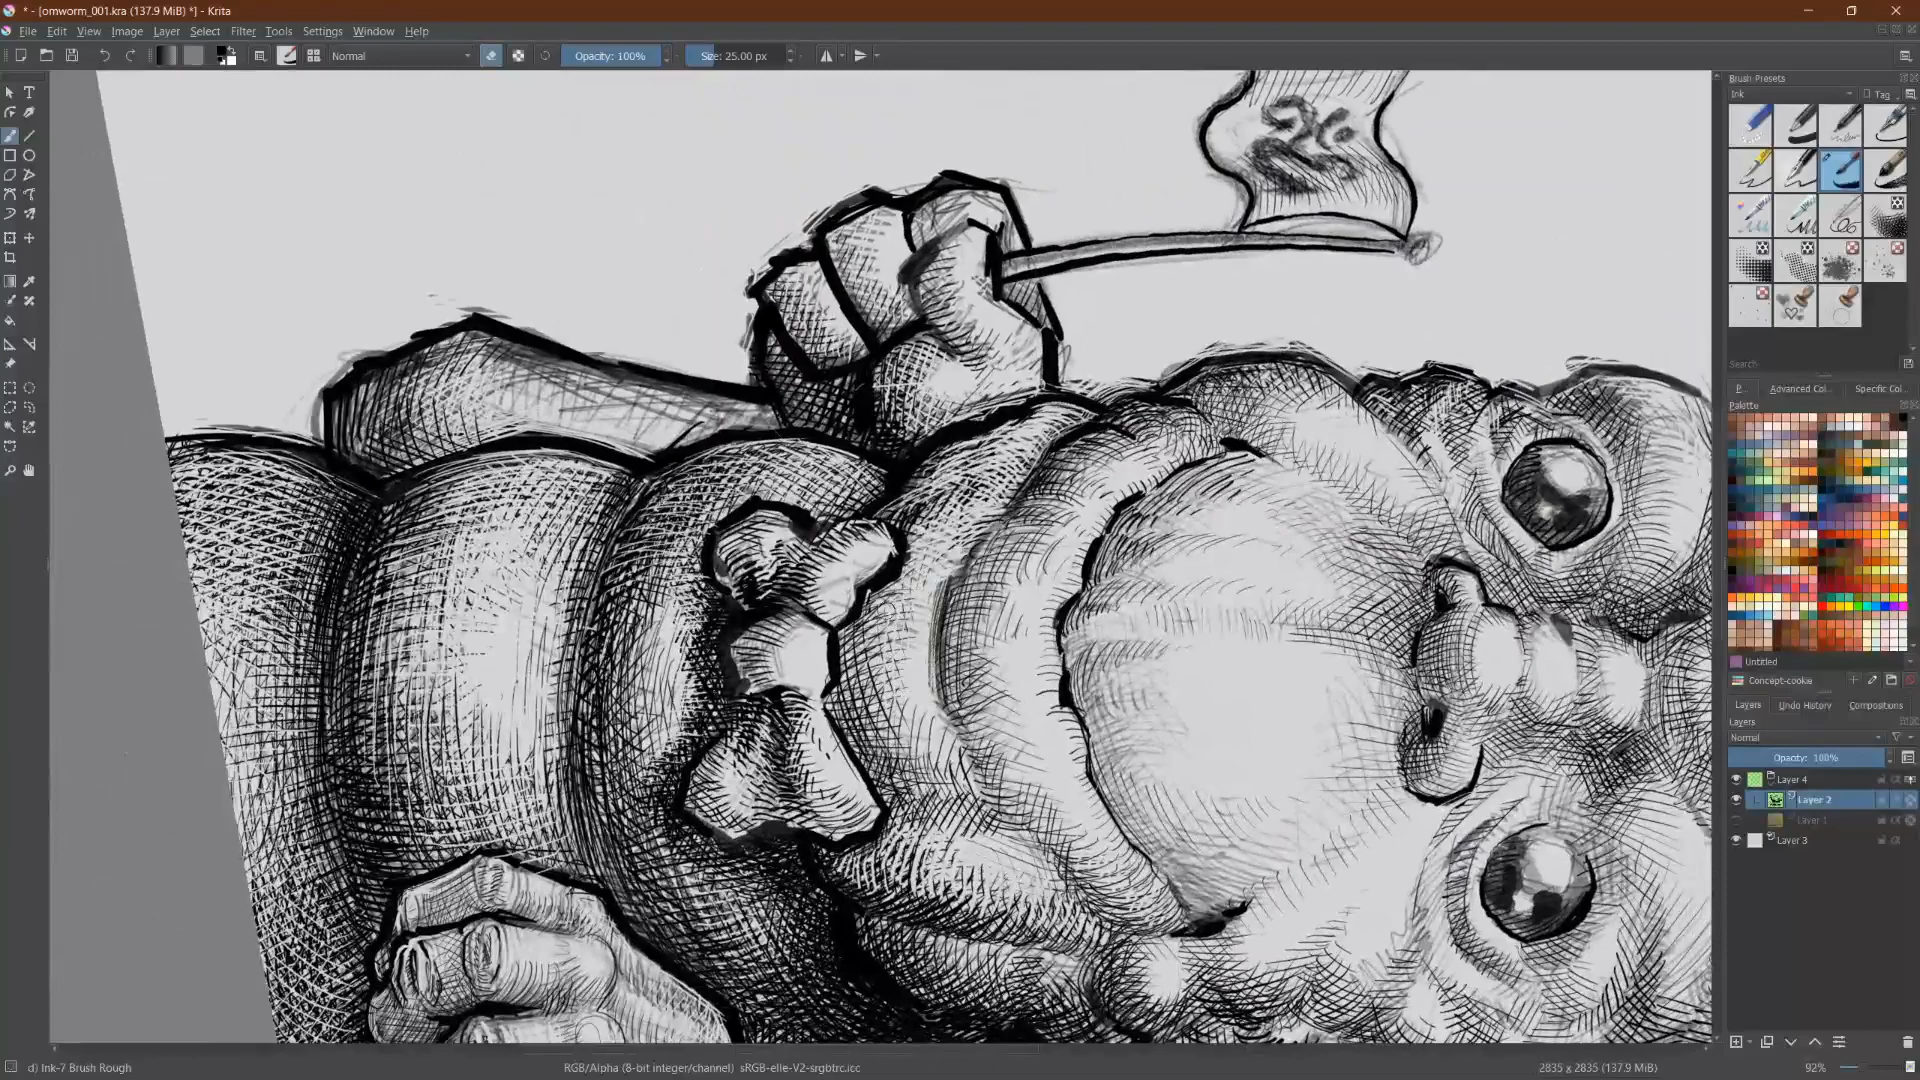 * - [omworm_001.kra (137.9 MiB) *] - Krita
File Edit View Image Layer Select Filter Tools Settings Window Help
Normal Opacity: 100% Size: 25.00 px
Brush Presets
Ink Tag
Search
P... Advanced Col... Specific Col...
Palette
Untitled
Concept-cookie
Layers Undo History Compositions
Layers
Normal
Opacity: 100%
Layer 4
Layer 2
Layer 1
Layer 3
d) Ink-7 Brush Rough RGB/Alpha (8-bit integer/channel) sRGB-elle-V2-srgbtrc.icc 2835 x 2835 (137.9 MiB) 92%